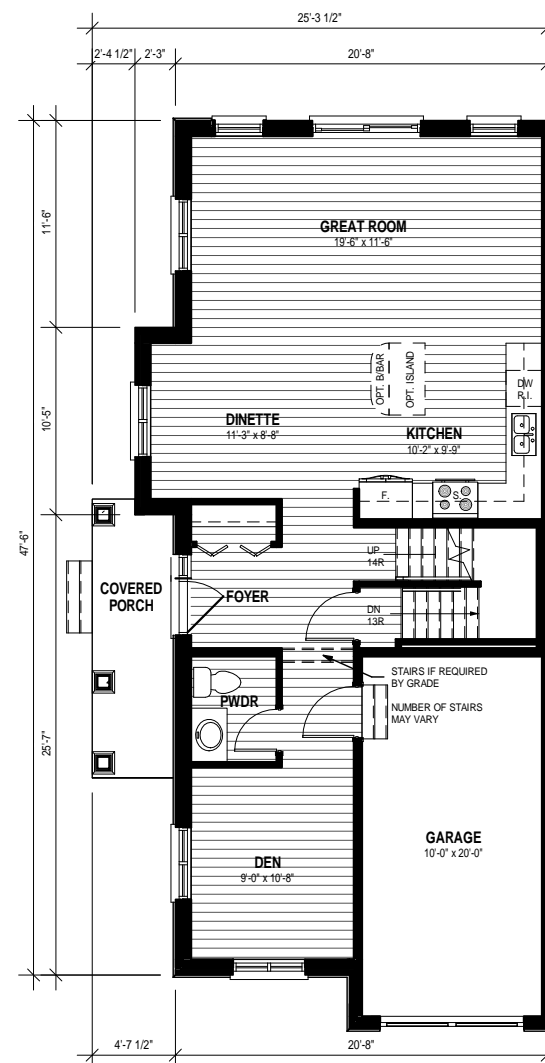 25'-3 1/2"
2'-4 1/2"
2'-3"
20'-8"
11'-6"
GREAT ROOM
19'-6" x 11'-6"
OPT. B/BAR
OPT. ISLAND
DW
R.I.
10'-5"
DINETTE
11'-3" x 8'-8"
KITCHEN
10'-2" x 9'-9"
F.
S.
47'-6"
UP
14R
COVERED
PORCH
FOYER
DN
13R
STAIRS IF REQUIRED
BY GRADE
PWDR
NUMBER OF STAIRS
MAY VARY
25'-7"
GARAGE
10'-0" x 20'-0"
DEN
9'-0" x 10'-8"
4'-7 1/2"
20'-8"